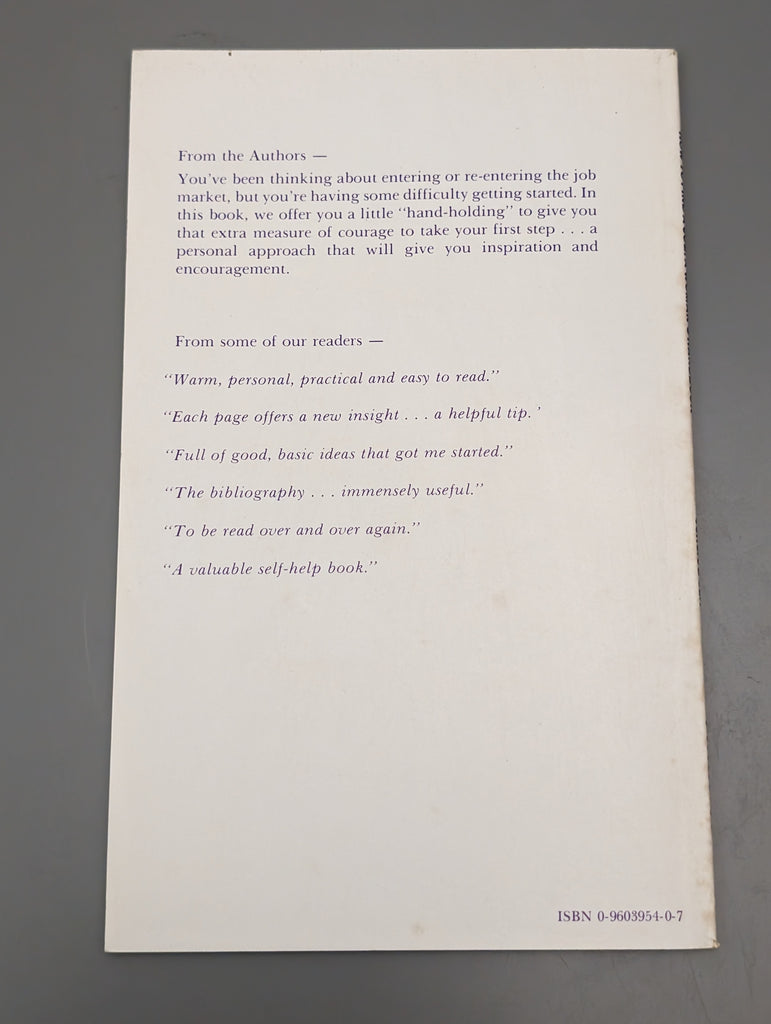 From the Authors —
You've been thinking about entering or re-entering the job
market, but you're having some difficulty getting started. In
this book, we offer you a little “hand-holding” to give you
that extra measure of courage to take your first step . . . a
personal approach that will give you inspiration and
encouragement.
From some of our readers —
“Warm, personal, practical and easy to read.”
“Each page offers a new insight . . . a helpful tip. '
“Full of good, basic ideas that got me started.”
“The bibliography . . . immensely useful.”
“To be read over and over again.”
“A valuable self-help book.”
ISBN 0-9603954-0-7